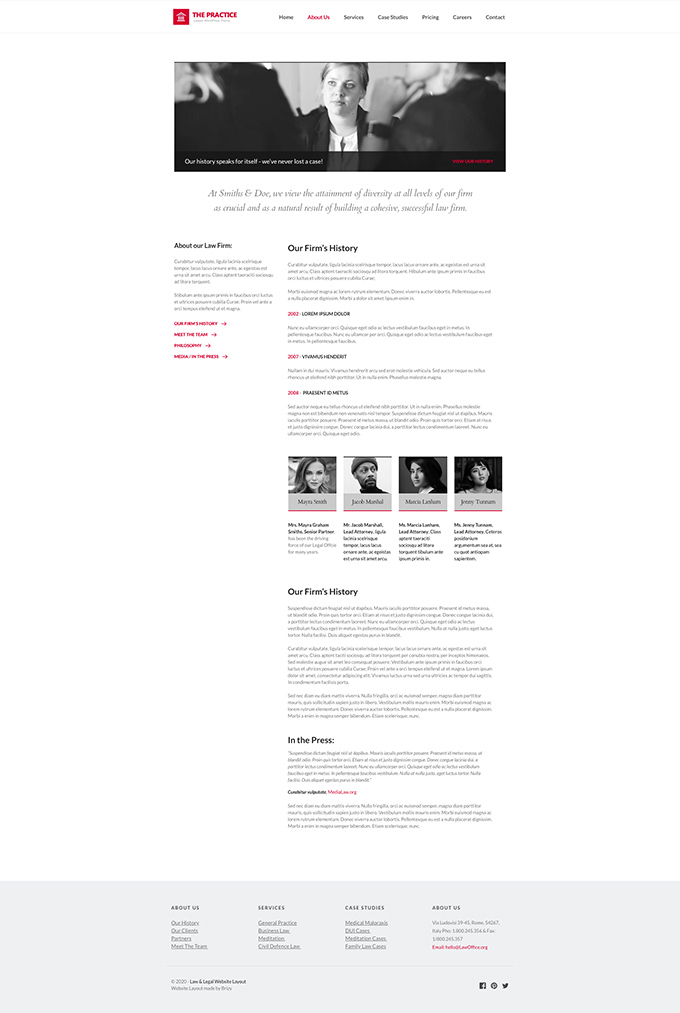 THE PRACTICE
Home About Us Services Case Studies Pricing Careers Contact
Our history speaks for itself - we've never lost a case!
VIEW OUR HISTORY
At Smiths & Doe, we view the attainment of diversity at all levels of our firm
as crucial and as a natural result of building a cohesive, successful law firm.
About our Law Firm:
Curabitur vulputate, ligula lacinia scelirisque
tempor, lacus lacus ornare ante, ac egestas est
urna sit amet arcu. Class aptent taeraciti sociosqu
ad litora torquent.
Stibulum ante ipsum primis in faucibus orci luctus
et ultrices posuere cubilia Curae; Proin vel ante a
orci tempus eleifend ut et magna.
OUR FIRM'S HISTORY →
MEET THE TEAM →
PHILOSOPHY →
MEDIA / IN THE PRESS →
Our Firm's History
Curabitur vulputate, ligula lacinia scelirisque tempor, lacus lacus ornare ante, ac egestas est urna sit
amet arcu. Class aptent taeraciti sociosqu ad litora torquent. Nibulum ante ipsum primis in faucibus
orci luctus et ultrices posuere cubilia Curae;
Morbi euismod magna ac lorem rutrum elementum. Donec viverra auctor lobortis. Pellentesque eu est
a nulla placerat dignissim. Morbi a dolor sit amet lipsum enim in.
2002 - LOREM IPSUM DOLOR
Nunc eu ullamcorper orci. Quisque eget odio ac lectus vestibulum faucibus eget in metus. In
pellentesque faucibus. Nunc eu ullamcor per orci. Quisque eget odio ac lectus vestibulum faucibus eget
in metus. In pellentesque faucibus.
2007 - VIVAMUS HENDERIT
Nullam in dui mauris. Vivamus hendrerit arcu sed erat molestie vehicula. Sed auctor neque eu tellus
rhoncus ut eleifend nibh porttitor. Ut in nulla enim Phasellus molestie magna.
2008 - PRAESENT ID METUS
Sed auctor neque eu tellus rhoncus ut eleifend nibh porttitor. Ut in nulla enim. Phasellus molestie
magna non est bibendum non venenatis nisl tempor. Suspendisse dictum feugiat nisl ut dapibus. Mauris
iaculis porttitor posuere. Praesent id metus massa, ut blandit odio. Proin quis tortor orci. Etiam at risus
et justo dignissim congue. Donec congue lacinia dui, a porttitor lectus condimentum laoreet. Nunc eu
ullamcorper orci. Quisque eget odio.
Mayra Smith Jacob Marshal Marcia Lanham Jenny Tunnam
Mrs. Mayra Graham
Smiths, Senior Partner,
has been the driving
force of our Legal Office
for many years.
Mr. Jacob Marshall,
Lead Attorney, ligula
lacinia scelirisque
tempor, lacus lacus
ornare ante, ac egestas
est urna sit amet arcu.
Ms. Marcia Lanham,
Lead Attorney, Class
aptent taeraciti
sociosqu ad litora
torquent tibulum ante
ipsum primis in.
Ms. Jenny Tunnam,
Lead Attorney, Ceteros
posidonium
argumentum sea at, sea
cu quot antiopam
sapientem.
Our Firm's History
Suspendisse dictum feugiat nisl ut dapibus. Mauris iaculis porttitor posuere. Praesent id metus massa,
ut blandit odio. Proin quis tortor orci. Etiam at risus et justo dignissim congue. Donec congue lacinia dui,
a porttitor lectus condimentum laoreet. Nunc eu ullamcorper orci. Quisque eget odio ac lectus
vestibulum faucibus eget in metus. In pellentesque faucibus vestibulum. Nulla at nulla justo, eget luctus
tortor. Nulla facilisi. Duis aliquet egestas purus in blandit.
Curabitur vulputate, ligula lacinia scelerisque tempor, lacus lacus ornare ante, ac egestas est urna sit
amet arcu. Class aptent taciti sociosqu ad litora torquent per conubia nostra, per inceptos himenaeos.
Sed molestie augue sit amet leo consequat posuere. Vestibulum ante ipsum primis in faucibus orci
luctus et ultrices posuere cubilia Curae; Proin vel ante a orci tempus eleifend ut et magna. Lorem ipsum
dolor sit amet, consectetur adipiscing elit. Vivamus luctus urna sed urna ultricies ac tempor dui sagittis.
In condimentum facilisis porta.
Sed nec diam eu diam mattis viverra. Nulla fringilla, orci ac euismod semper, magna diam porttitor
mauris, quis sollicitudin sapien justo in libero. Vestibulum mollis mauris enim. Morbi euismod magna ac
lorem rutrum elementum. Donec viverra auctor lobortis. Pellentesque eu est a nulla placerat dignissim.
Morbi a enim in magna semper bibendum. Etiam scelerisque, nunc.
In the Press:
"Suspendisse dictum feugiat nisl ut dapibus. Mauris iaculis porttitor posuere. Praesent id metus massa, ut
blandit odio. Proin quis tortor orci. Etiam at risus et justo dignissim congue. Donec congue lacinia dui, a
porttitor lectus condimentum laoreet. Nunc eu ullamcorper orci. Quisque eget odio ac lectus vestibulum
faucibus eget in metus. In pellentesque faucibus vestibulum. Nulla at nulla justo, eget luctus tortor. Nulla
facilisi. Duis aliquet egestas purus in blandit."
Curabitur vulputate, MediaLaw.org
Sed nec diam eu diam mattis viverra. Nulla fringilla, orci ac euismod semper, magna diam porttitor
mauris, quis sollicitudin sapien justo in libero. Vestibulum mollis mauris enim. Morbi euismod magna ac
lorem rutrum elementum. Donec viverra auctor lobortis. Pellentesque eu est a nulla placerat dignissim.
Morbi a enim in magna semper bibendum. Etiam scelerisque, nunc.
ABOUT US
Our History
Our Clients
Partners
Meet The Team
SERVICES
General Practice
Business Law
Meditation
Civil Defence Law
CASE STUDIES
Medical Malpraxis
DUI Cases
Meditation Cases
Family Law Cases
ABOUT US
Via Ludovisi 39-45, Rome, 54267,
Italy Pho: 1.800.245.356 & Fax:
1.800.245.357
Email: hello@LawOffice.org
© 2020 - Law & Legal Website Layout
Website Layout made by Brizy